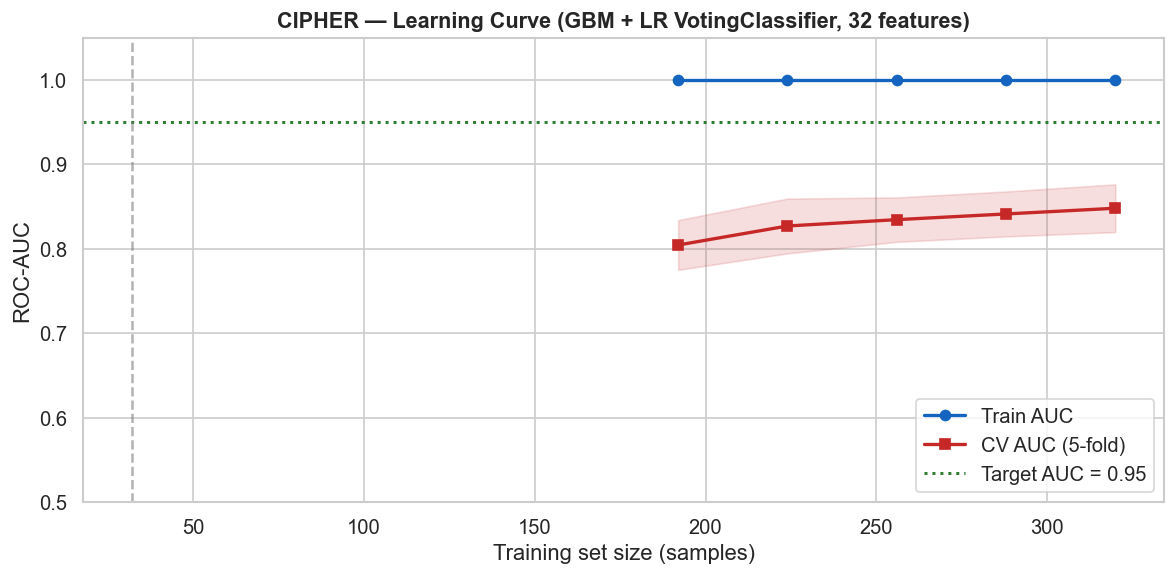 CIPHER — Learning Curve (GBM + LR VotingClassifier, 32 features)
ROC-AUC
1.0
0.9
0.8
0.7
0.6
0.5
Train AUC
CV AUC (5-fold)
Target AUC = 0.95
50 100 150 200 250 300
Training set size (samples)